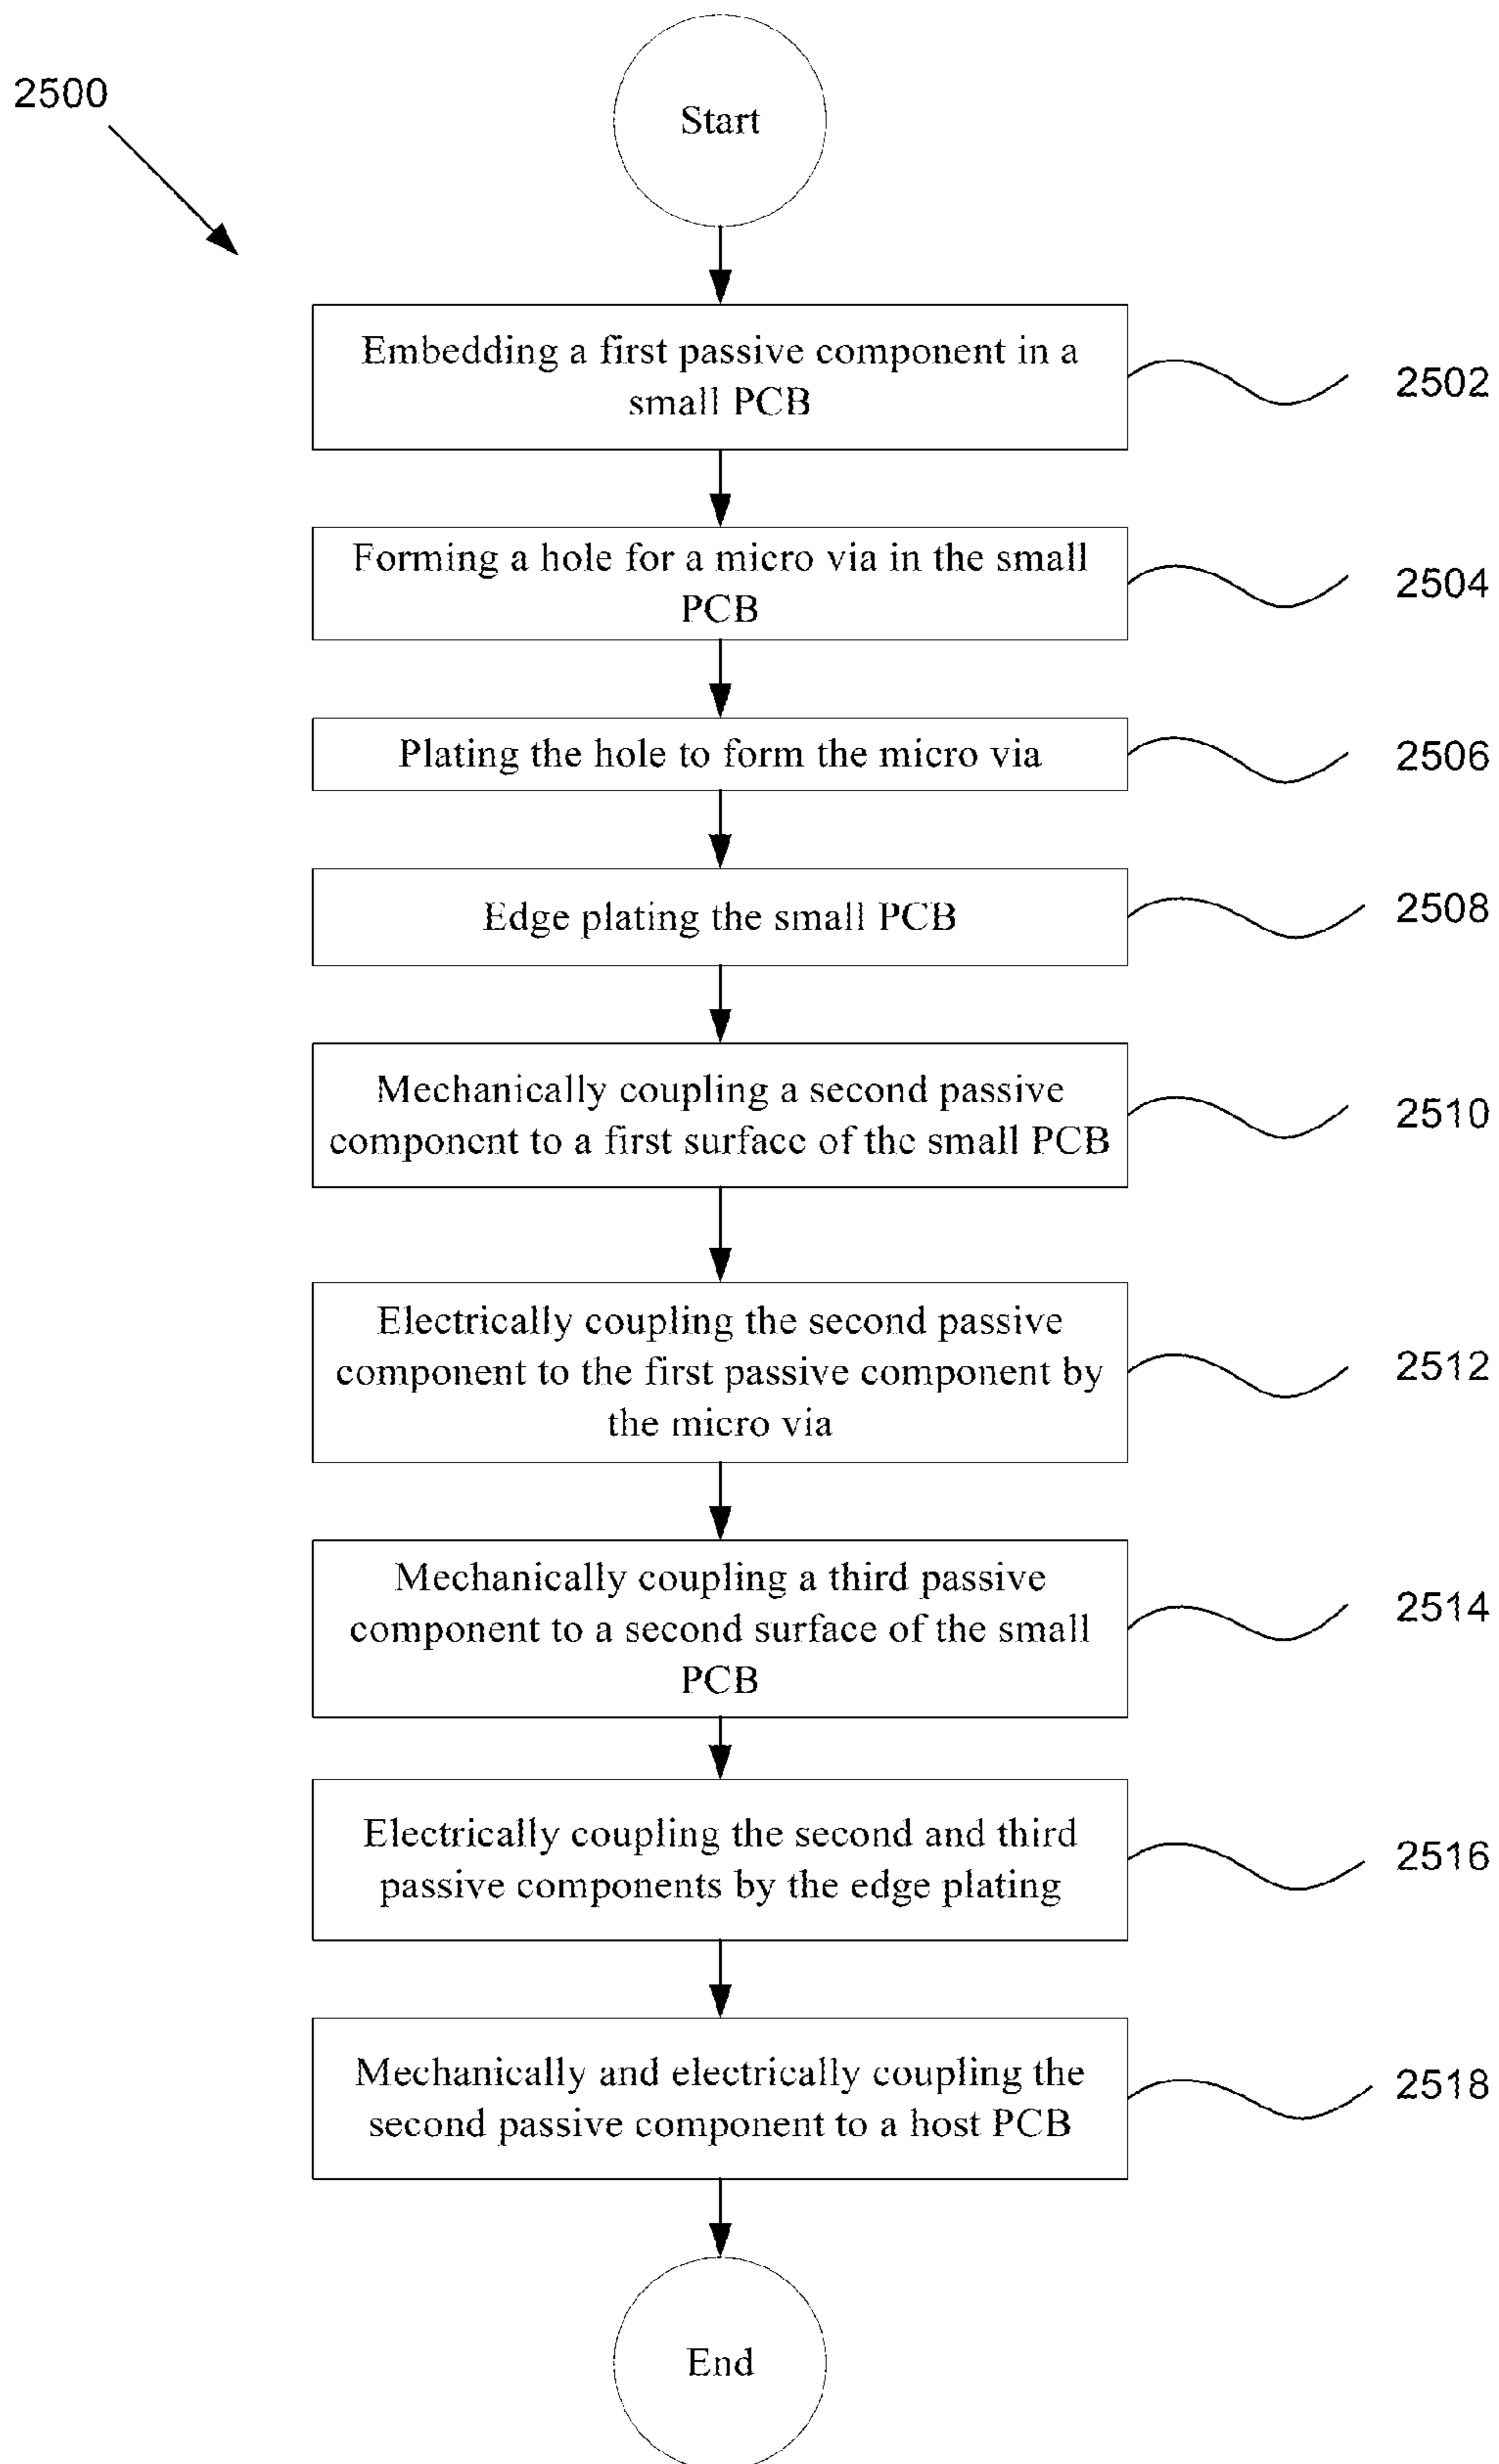 2500
Start
Embedding a first passive component in a
small PCB
2502
Forming a hole for a micro via in the small
PCB
2504
Plating the hole to form the micro via
2506
Edge plating the small PCB
2508
Mechanically coupling a second passive
component to a first surface of the small PCB
2510
Electrically coupling the second passive
component to the first passive component by
the micro via
2512
Mechanically coupling a third passive
component to a second surface of the small
PCB
2514
Electrically coupling the second and third
passive components by the edge plating
2516
Mechanically and electrically coupling the
second passive component to a host PCB
2518
End